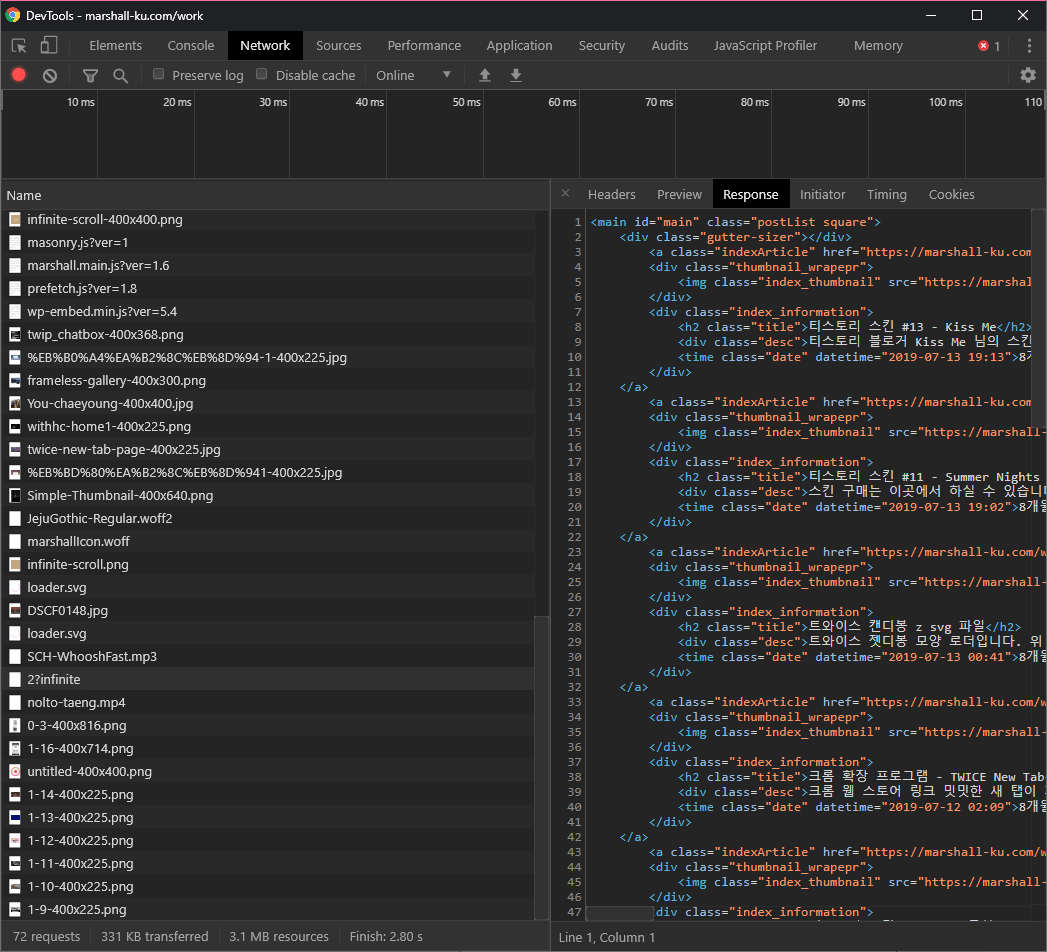 DevTools - marshall-ku.com/work
Elements Console Network Sources Performance Application Security Audits JavaScript Profiler Memory 1
Preserve log Disable cache Online
10 ms 20 ms 30 ms 40 ms 50 ms 60 ms 70 ms 80 ms 90 ms 100 ms 110
Name
infinite-scroll-400x400.png
masonry.js?ver=1
marshall.main.js?ver=1.6
prefetch.js?ver=1.8
wp-embed.min.js?ver=5.4
twip_chatbox-400x368.png
%EB%B0%A4%EA%B2%8C%EB%8D%94-1-400x225.jpg
frameless-gallery-400x300.png
You-chaeyoung-400x400.jpg
withhc-home1-400x225.png
twice-new-tab-page-400x225.jpg
%EB%BD%80%EA%B2%8C%EB%8D%941-400x225.jpg
Simple-Thumbnail-400x640.png
JejuGothic-Regular.woff2
marshallIcon.woff
infinite-scroll.png
loader.svg
DSCF0148.jpg
loader.svg
SCH-WhooshFast.mp3
2?infinite
nolto-taeng.mp4
0-3-400x816.png
1-16-400x714.png
untitled-400x400.png
1-14-400x225.png
1-13-400x225.png
1-12-400x225.png
1-11-400x225.png
1-10-400x225.png
1-9-400x225.png
72 requests 331 KB transferred 3.1 MB resources Finish: 2.80 s
Headers Preview Response Initiator Timing Cookies
1 <main id="main" class="postList square">
2 <div class="gutter-sizer"></div>
3 <a class="indexArticle" href="https://marshall-ku.com
4 <div class="thumbnail_wrapepr">
5 <img class="index_thumbnail" src="https://marshal
6 </div>
7 <div class="index_information">
8 <h2 class="title">티스토리 스킨 #13 - Kiss Me</h2>
9 <div class="desc">티스토리 블로거 Kiss Me 님의 스킨
10 <time class="date" datetime="2019-07-13 19:13">8개
11 </div>
12 </a>
13 <a class="indexArticle" href="https://marshall-ku.com
14 <div class="thumbnail_wrapepr">
15 <img class="index_thumbnail" src="https://marshall-
16 </div>
17 <div class="index_information">
18 <h2 class="title">티스토리 스킨 #11 - Summer Nights
19 <div class="desc">스킨 구매는 이곳에서 하실 수 있습니다
20 <time class="date" datetime="2019-07-13 19:02">8개월
21 </div>
22 </a>
23 <a class="indexArticle" href="https://marshall-ku.com/w
24 <div class="thumbnail_wrapepr">
25 <img class="index_thumbnail" src="https://marshall-
26 </div>
27 <div class="index_information">
28 <h2 class="title">트와이스 캔디봉 z svg 파일</h2>
29 <div class="desc">트와이스 젯디봉 모양 로더입니다. 위
30 <time class="date" datetime="2019-07-13 00:41">8개월
31 </div>
32 </a>
33 <a class="indexArticle" href="https://marshall-ku.com/w
34 <div class="thumbnail_wrapepr">
35 <img class="index_thumbnail" src="https://marshall-
36 </div>
37 <div class="index_information">
38 <h2 class="title">크롬 확장 프로그램 - TWICE New Tab
39 <div class="desc">크롬 웹 스토어 링크 밋밋한 새 탭이
40 <time class="date" datetime="2019-07-12 02:09">8개월
41 </div>
42 </a>
43 <a class="indexArticle" href="https://marshall-ku.com/w
44 <div class="thumbnail_wrapepr">
45 <img class="index_thumbnail" src="https://marshall-
46 </div>
47 <div class="index_information">
Line 1, Column 1